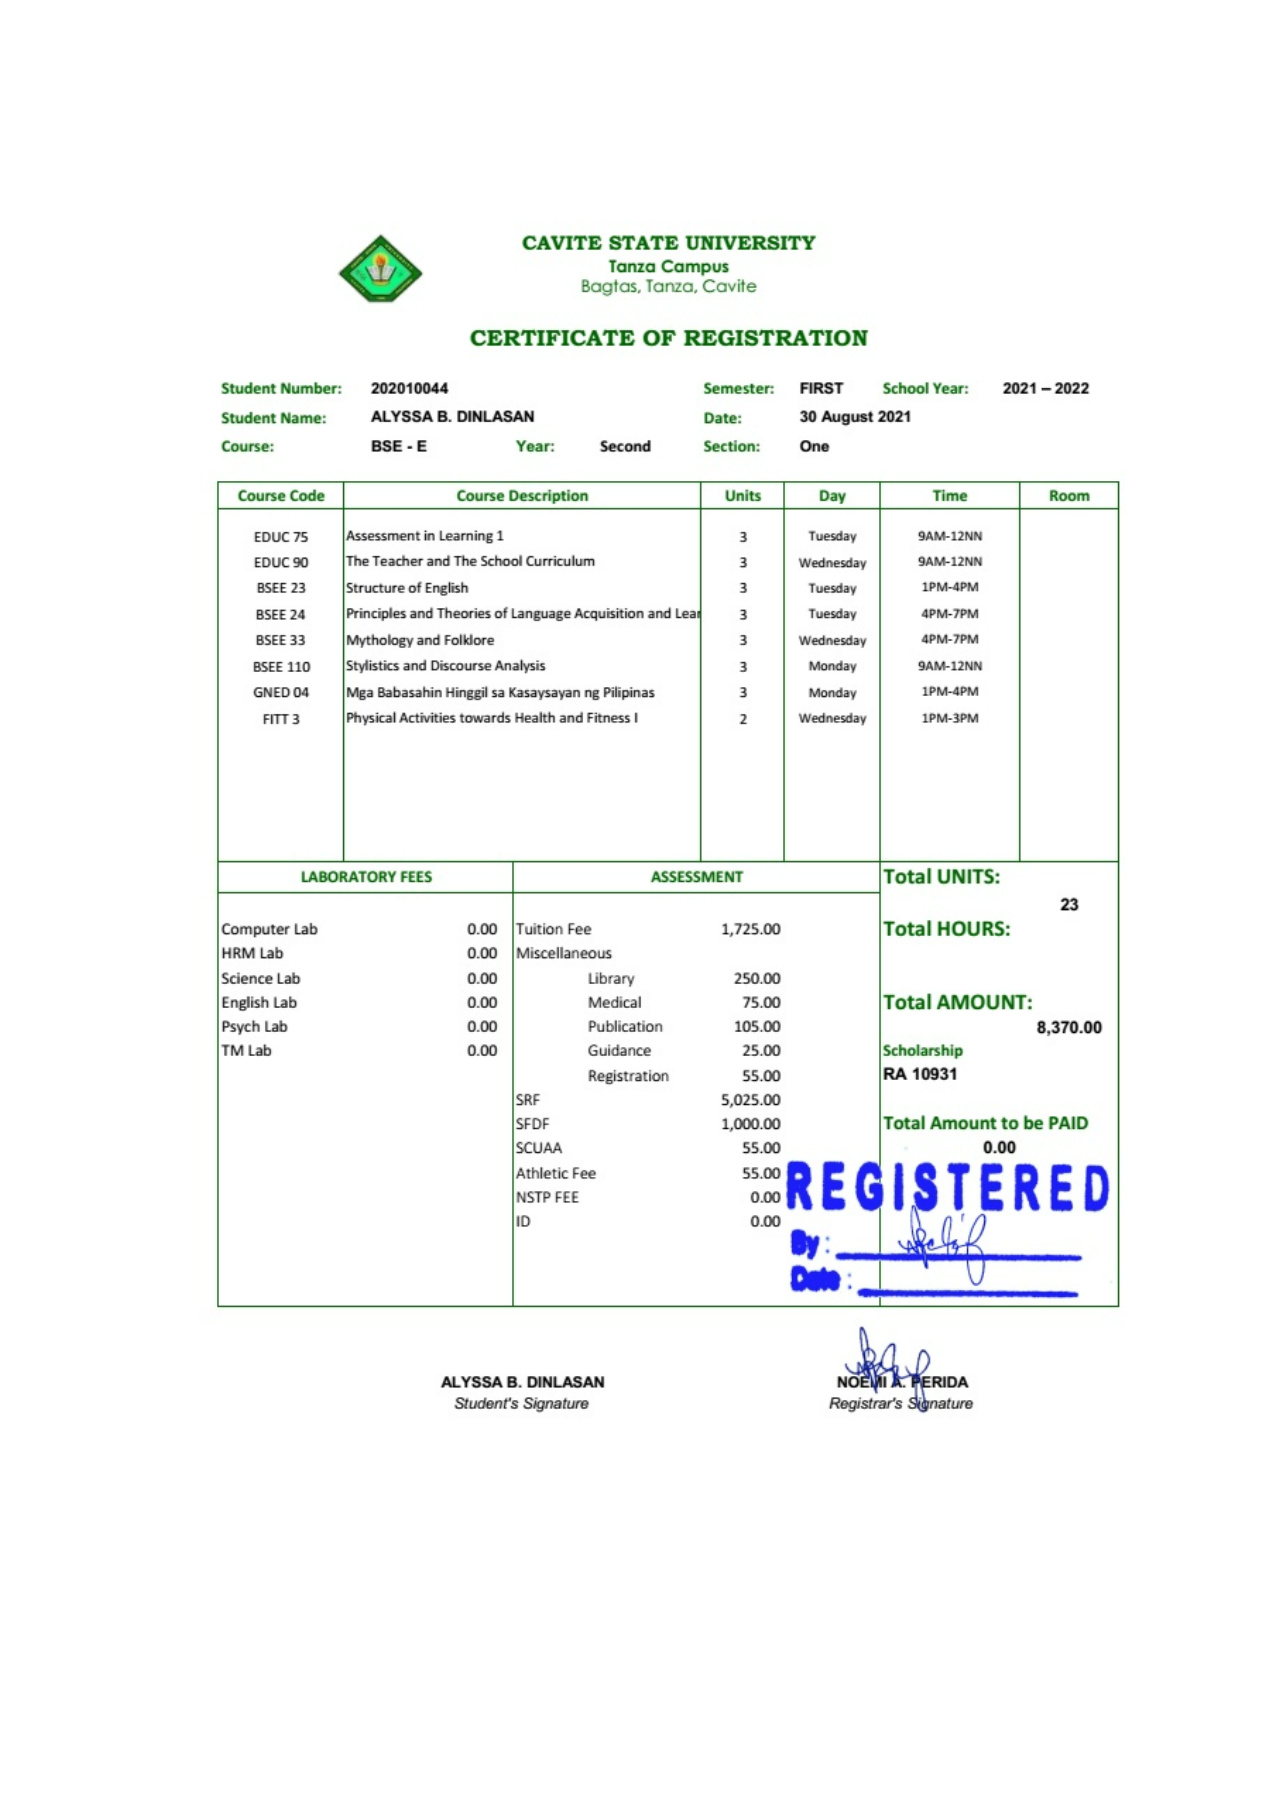 CAVITE STATE UNIVERSITY
Tanza Campus
Bagtas, Tanza, Cavite
CERTIFICATE OF REGISTRATION
Student Number: 202010044 Semester: FIRST School Year: 2021 – 2022
Student Name: ALYSSA B. DINLASAN Date: 30 August 2021
Course: BSE - E Year: Second Section: One
Course Code Course Description Units Day Time Room
EDUC 75 Assessment in Learning 1 3 Tuesday 9AM-12NN
EDUC 90 The Teacher and The School Curriculum 3 Wednesday 9AM-12NN
BSEE 23 Structure of English 3 Tuesday 1PM-4PM
BSEE 24 Principles and Theories of Language Acquisition and Lear 3 Tuesday 4PM-7PM
BSEE 33 Mythology and Folklore 3 Wednesday 4PM-7PM
BSEE 110 Stylistics and Discourse Analysis 3 Monday 9AM-12NN
GNED 04 Mga Babasahin Hinggil sa Kasaysayan ng Pilipinas 3 Monday 1PM-4PM
FITT 3 Physical Activities towards Health and Fitness I 2 Wednesday 1PM-3PM
LABORATORY FEES ASSESSMENT Total UNITS:
23
Computer Lab 0.00 Tuition Fee 1,725.00 Total HOURS:
HRM Lab 0.00 Miscellaneous
Science Lab 0.00 Library 250.00
English Lab 0.00 Medical 75.00 Total AMOUNT:
Psych Lab 0.00 Publication 105.00 8,370.00
TM Lab 0.00 Guidance 25.00 Scholarship
Registration 55.00 RA 10931
SRF 5,025.00
SFDF 1,000.00 Total Amount to be PAID
SCUAA 55.00 0.00
Athletic Fee 55.00
NSTP FEE 0.00
ID 0.00
REGISTERED
By :
Date :
ALYSSA B. DINLASAN NOEMI A. PERIDA
Student's Signature Registrar's Signature